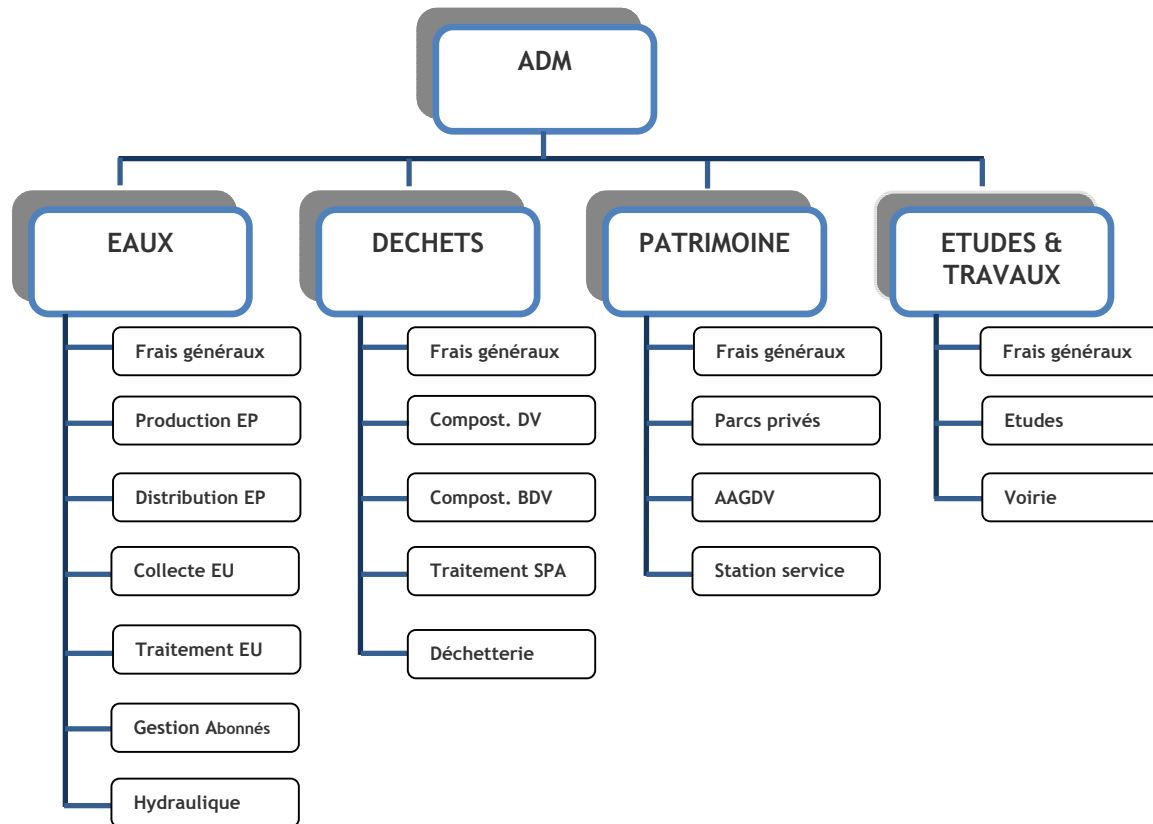 ADM
EAUX
Frais généraux
Production EP
Distribution EP
Collecte EU
Traitement EU
Gestion Abonnés
Hydraulique
DECHETS
Frais généraux
Compost. DV
Compost. BDV
Traitement SPA
Déchetterie
PATRIMOINE
Frais généraux
Parcs privés
AAGDV
Station service
ETUDES &
TRAVAUX
Frais généraux
Etudes
Voirie